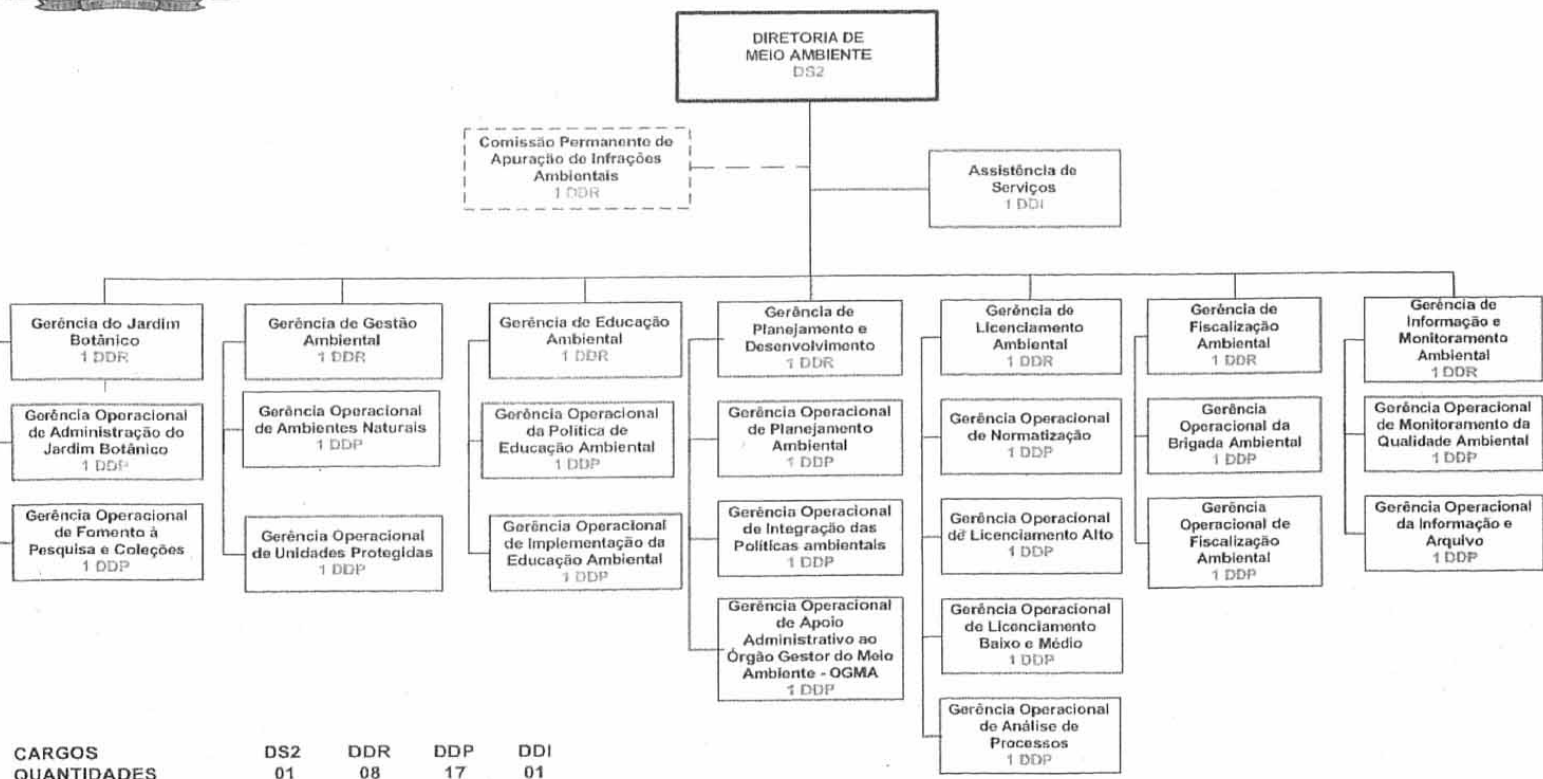 DIRETORIA DE
MEIO AMBIENTE
DS2
Comissão Permanente de
Apuração de Infrações
Ambientais
1 DDR
Assistência de
Serviços
1 DDI
Gerência do Jardim
Botânico
1 DDR
Gerência Operacional
de Administração do
Jardim Botânico
1 DDP
Gerência Operacional
de Fomento à
Pesquisa e Coleções
1 DDP
Gerência de Gestão
Ambiental
1 DDR
Gerência Operacional
de Ambientes Naturais
1 DDP
Gerência Operacional
de Unidades Protegidas
1 DDP
Gerência de Educação
Ambiental
1 DDR
Gerência Operacional
da Política de
Educação Ambiental
1 DDP
Gerência Operacional
de Implementação da
Educação Ambiental
1 DDP
Gerência de
Planejamento e
Desenvolvimento
1 DDR
Gerência Operacional
de Planejamento
Ambiental
1 DDP
Gerência Operacional
de Integração das
Políticas ambientais
1 DDP
Gerência Operacional
de Apoio
Administrativo ao
Órgão Gestor do Meio
Ambiente - OGMA
1 DDP
Gerência de
Licenciamento
Ambiental
1 DDR
Gerência Operacional
de Normatização
1 DDP
Gerência Operacional
de Licenciamento Alto
1 DDP
Gerência Operacional
de Licenciamento
Baixo e Médio
1 DDP
Gerência Operacional
de Análise de
Processos
1 DDP
Gerência de
Fiscalização
Ambiental
1 DDR
Gerência
Operacional da
Brigada Ambiental
1 DDP
Gerência
Operacional de
Fiscalização
Ambiental
1 DDP
Gerência de
Informação e
Monitoramento
Ambiental
1 DDR
Gerência Operacional
de Monitoramento da
Qualidade Ambiental
1 DDP
Gerência Operacional
da Informação e
Arquivo
1 DDP
CARGOS DS2 DDR DDP DDI
QUANTIDADES 01 08 17 01